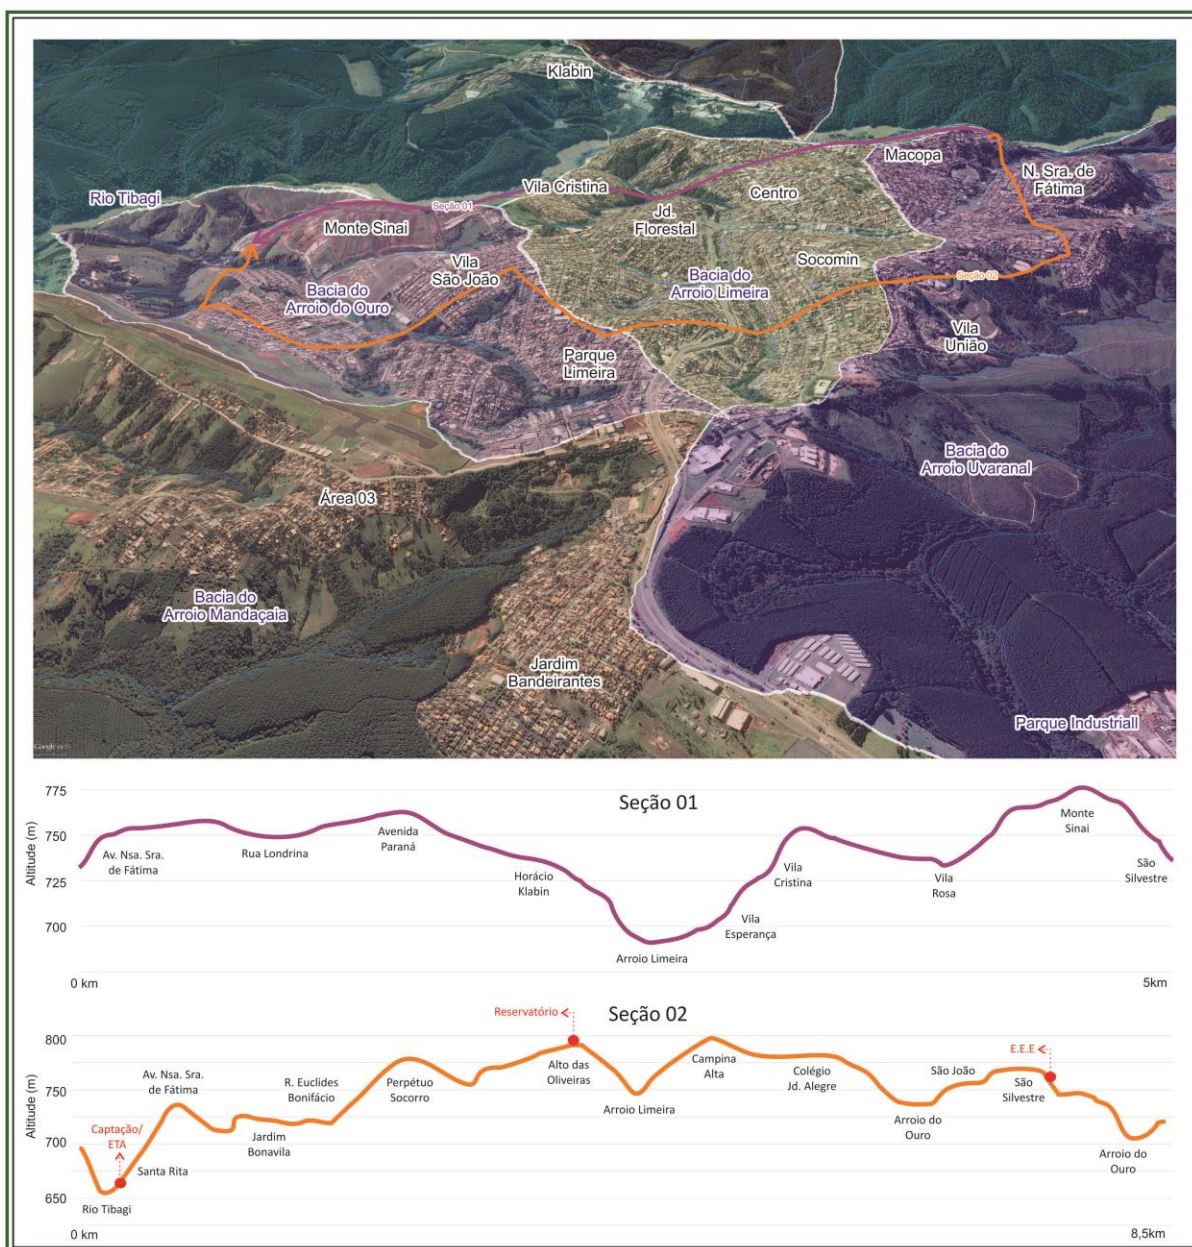 Klabin
Macopa
N. Sra. de
Fátima
Rio Tibagi
Vila Cristina
Centro
Seção 01
Monte Sinai
Jd.
Florestal
Vila
São João
Socomin
Bacia do
Arroio do Ouro
Bacia do
Arroio Limeira
Seção 02
Vila
União
Parque
Limeira
Bacia do
Arroio Uvaranal
Área 03
Bacia do
Arroio Mandaçaia
Jardim
Bandeirantes
Parque Industriall
Google earth
Seção 01
Altitude (m)
775
750
725
700
Av. Nsa. Sra.
de Fátima
Rua Londrina
Avenida
Paraná
Horácio
Klabin
Arroio Limeira
Vila
Esperança
Vila
Cristina
Vila
Rosa
Monte
Sinai
São
Silvestre
0 km
5km
Seção 02
Altitude (m)
800
750
700
650
Reservatório
E.E.E
Captação/
ETA
Rio Tibagi
Santa Rita
Av. Nsa. Sra.
de Fátima
Jardim
Bonavila
R. Euclides
Bonifácio
Perpétuo
Socorro
Alto das
Oliveiras
Arroio Limeira
Campina
Alta
Colégio
Jd. Alegre
Arroio do
Ouro
São João
São
Silvestre
Arroio do
Ouro
0 km
8,5km